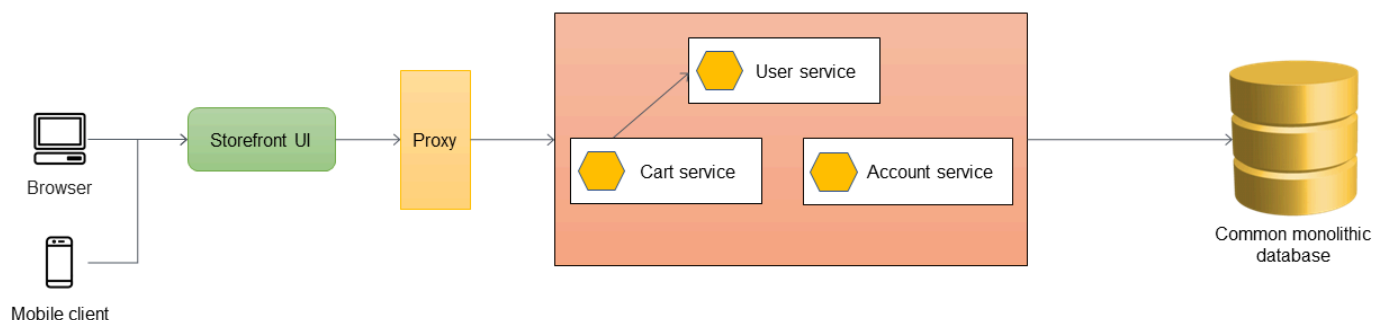 Browser
Mobile client
Storefront UI
Proxy
User service
Cart service
Account service
Common monolithic
database